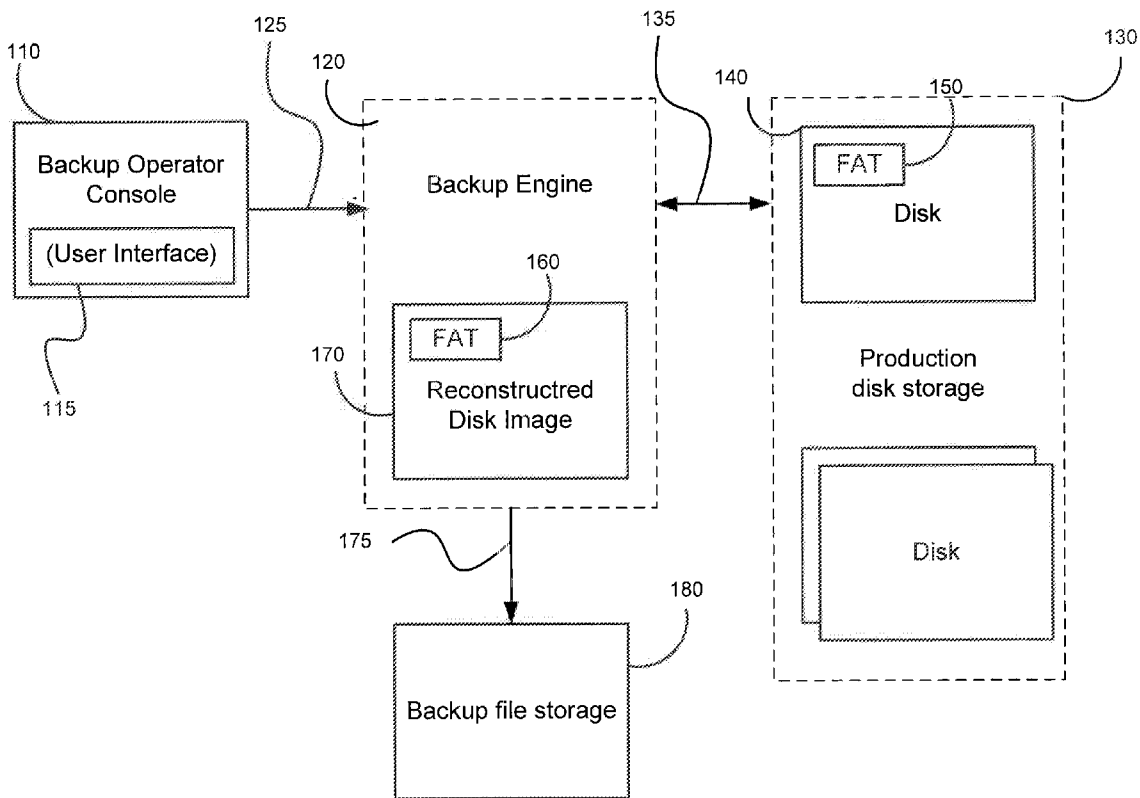 110
125
120
135
140
150
130
Backup Operator
Console
(User Interface)
115
Backup Engine
160
FAT
170
Reconstructred
Disk Image
FAT
Disk
Production
disk storage
Disk
175
180
Backup file storage